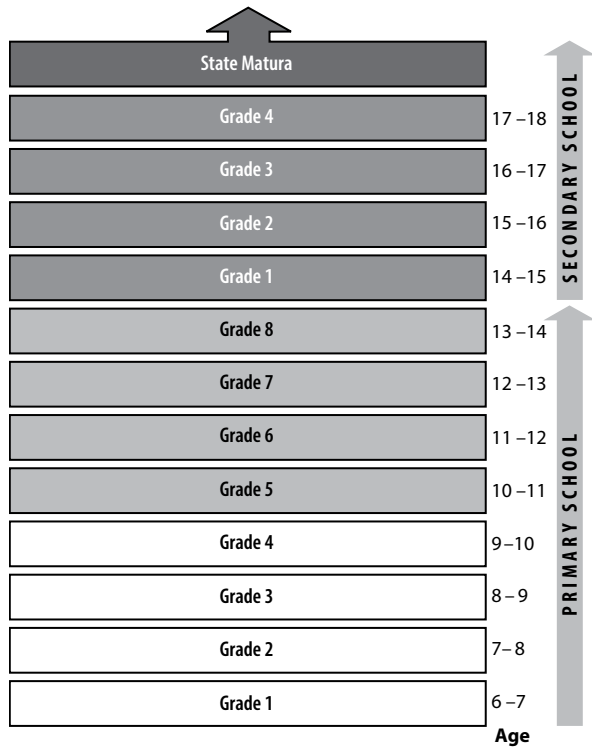 State Matura
Grade 4 17–18
Grade 3 16–17
Grade 2 15–16
Grade 1 14–15
SECONDARY SCHOOL
Grade 8 13–14
Grade 7 12–13
Grade 6 11–12
Grade 5 10–11
Grade 4 9–10
Grade 3 8–9
Grade 2 7–8
Grade 1 6–7
PRIMARY SCHOOL
Age